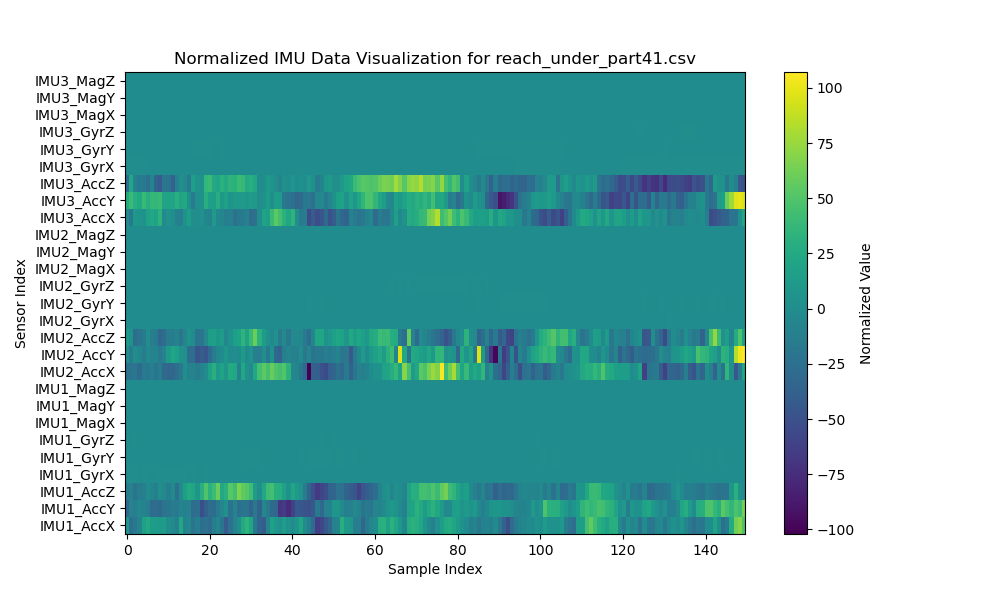 Normalized IMU Data Visualization for reach_under_part41.csv
IMU3_MagZ
IMU3_MagY
IMU3_MagX
IMU3_GyrZ
IMU3_GyrY
IMU3_GyrX
IMU3_AccZ
IMU3_AccY
IMU3_AccX
IMU2_MagZ
IMU2_MagY
IMU2_MagX
IMU2_GyrZ
IMU2_GyrY
IMU2_GyrX
IMU2_AccZ
IMU2_AccY
IMU2_AccX
IMU1_MagZ
IMU1_MagY
IMU1_MagX
IMU1_GyrZ
IMU1_GyrY
IMU1_GyrX
IMU1_AccZ
IMU1_AccY
IMU1_AccX
Sensor Index
0 20 40 60 80 100 120 140
Sample Index
100
75
50
25
0
−25
−50
−75
−100
Normalized Value